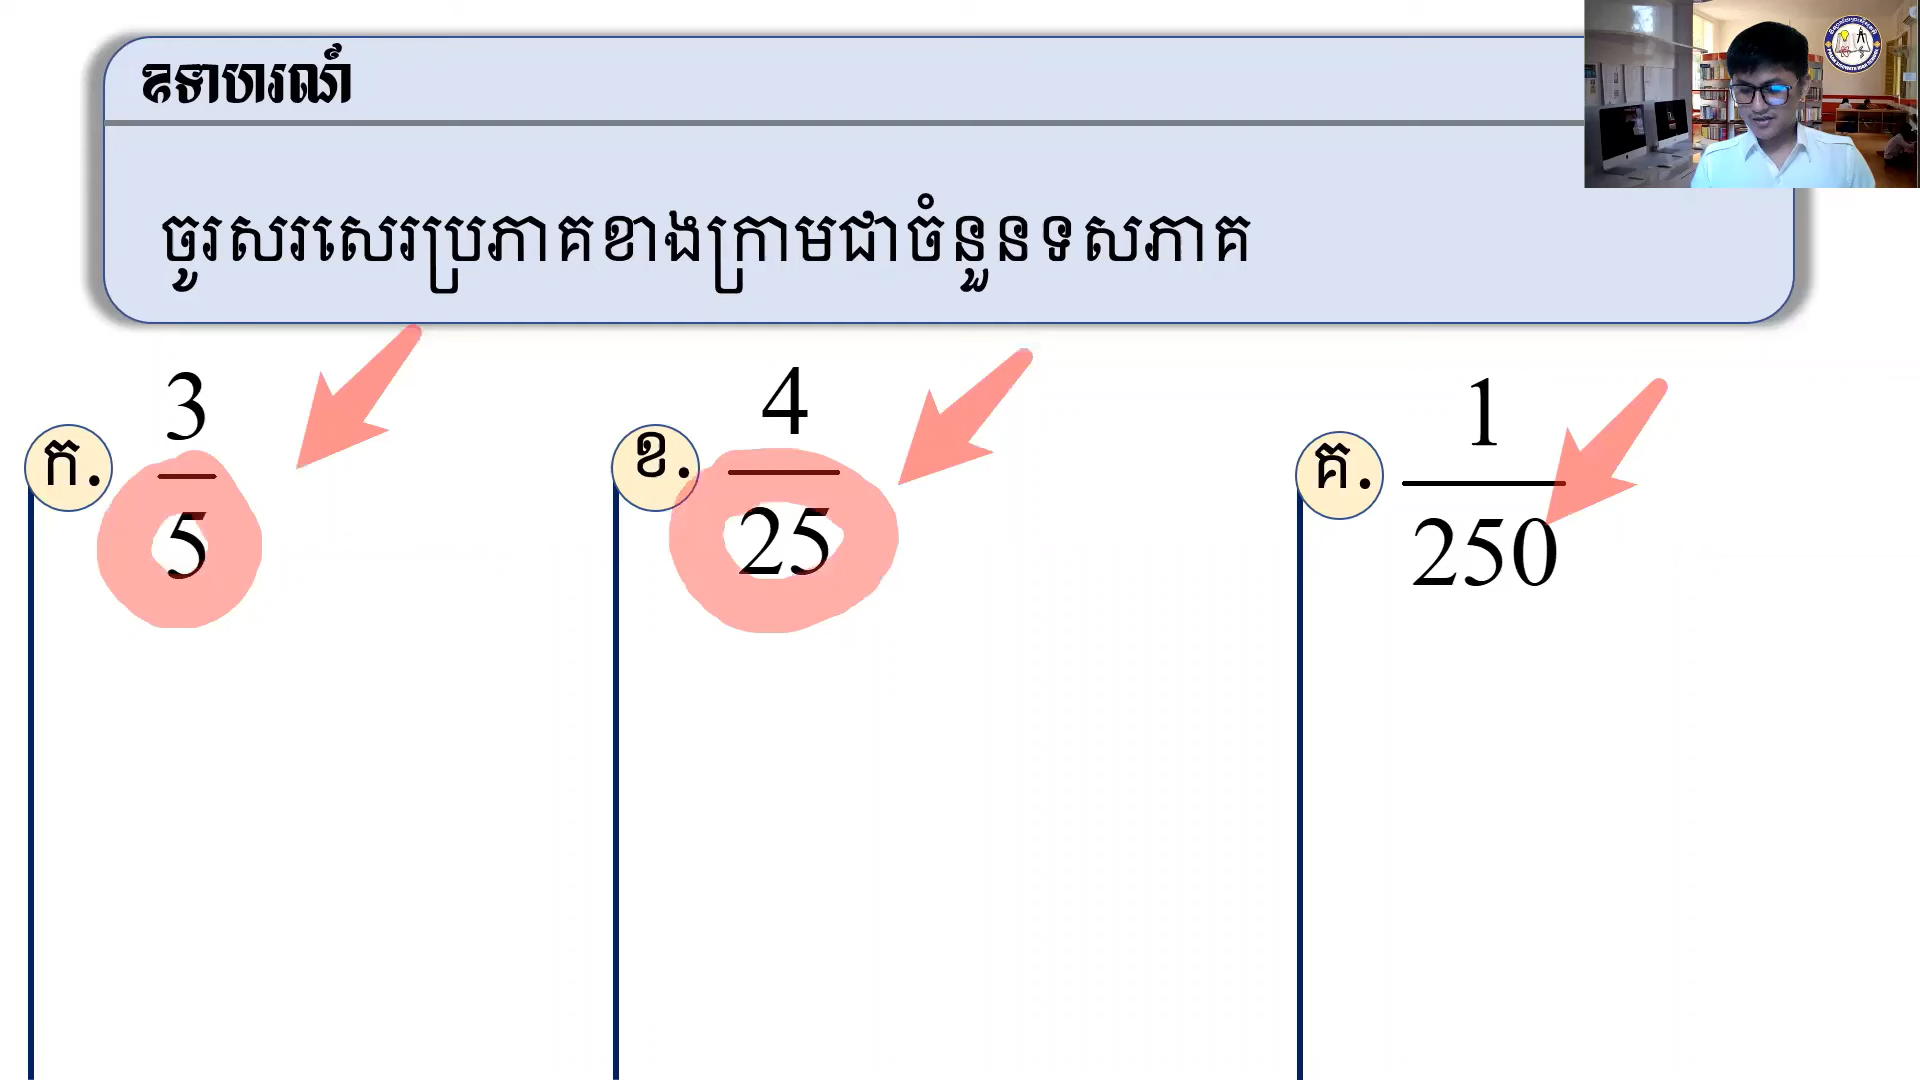 ឧទាហរណ៍
ចូរសរសេរប្រភាគខាងក្រាមជាចំនួនទសភាគ
ក. 3/5
ខ. 4/25
គ. 1/250